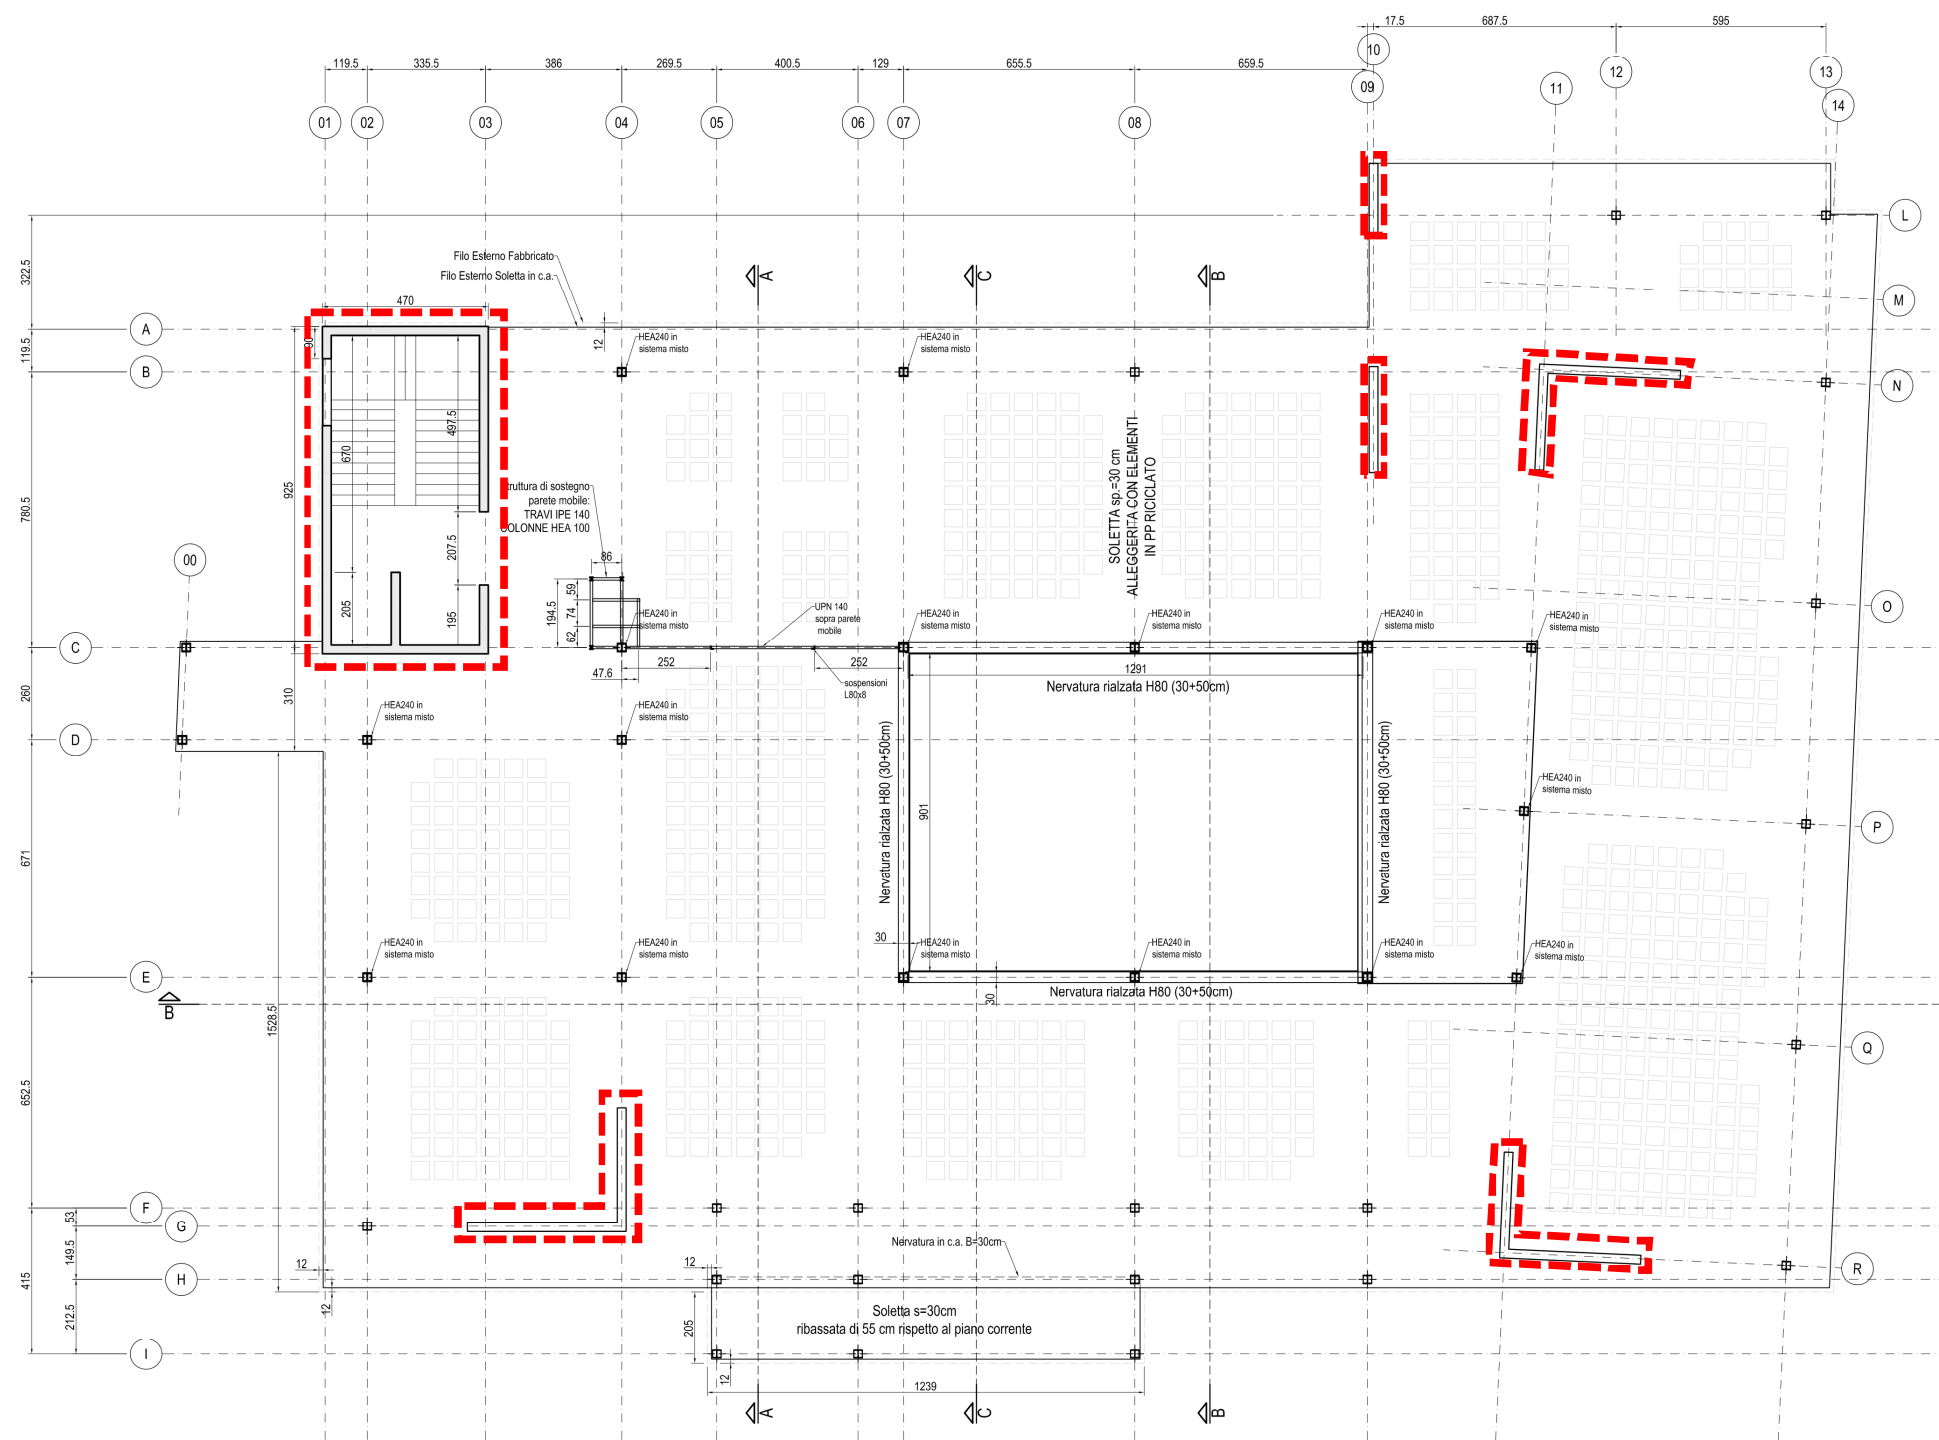 17.5
687.5
595
10
119.5
335.5
386
269.5
400.5
129
655.5
659.5
09
11
12
13
14
01
02
03
04
05
06
07
08
L
Filo Esterno Fabbricato
Filo Esterno Soletta in c.a.
A
C
B
322.5
470
M
12
A
119.5
90
HEA240 in
sistema misto
HEA240 in
sistema misto
B
N
497.5
670
925
780.5
SOLETTA sp.=30 cm
ALLEGGERITA CON ELEMENTI
IN PP RICICLATO
truttura di sostegno
parete mobile:
TRAVI IPE 140
OLONNE HEA 100
207.5
86
00
59
74
62
194.5
205
195
UPN 140
sopra parete
mobile
HEA240 in
sistema misto
HEA240 in
sistema misto
HEA240 in
sistema misto
HEA240 in
sistema misto
HEA240 in
sistema misto
O
C
252
252
47.6
1291
Nervatura rialzata H80 (30+50cm)
sospensioni
L80x8
260
310
HEA240 in
sistema misto
HEA240 in
sistema misto
D
Nervatura rialzata H80 (30+50cm)
Nervatura rialzata H80 (30+50cm)
901
HEA240 in
sistema misto
P
671
30
HEA240 in
sistema misto
HEA240 in
sistema misto
HEA240 in
sistema misto
HEA240 in
sistema misto
HEA240 in
sistema misto
HEA240 in
sistema misto
E
30
Nervatura rialzata H80 (30+50cm)
B
1528.5
Q
652.5
F
53
G
149.5
Nervatura in c.a. B=30cm
12
12
R
415
H
12
212.5
205
Soletta s=30cm
ribassata di 55 cm rispetto al piano corrente
I
12
1239
A
C
B